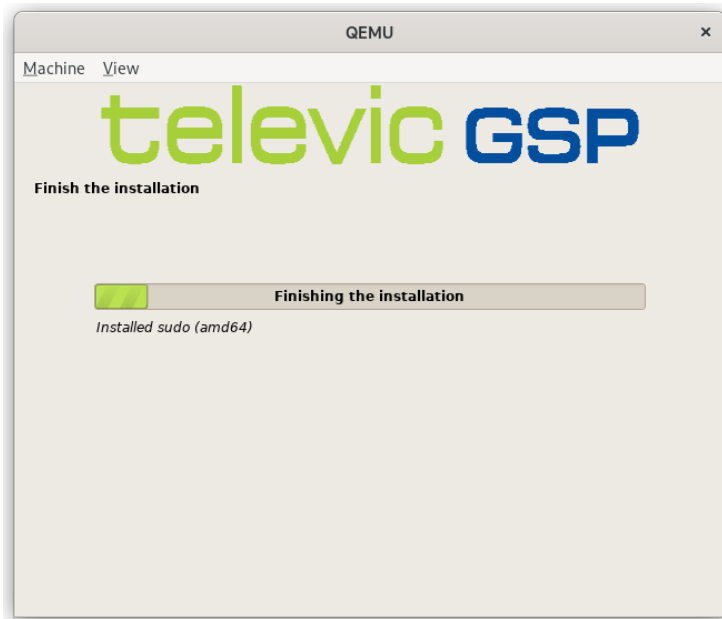 QEMU
×
Machine View
televic GSP
Finish the installation
Finishing the installation
Installed sudo (amd64)